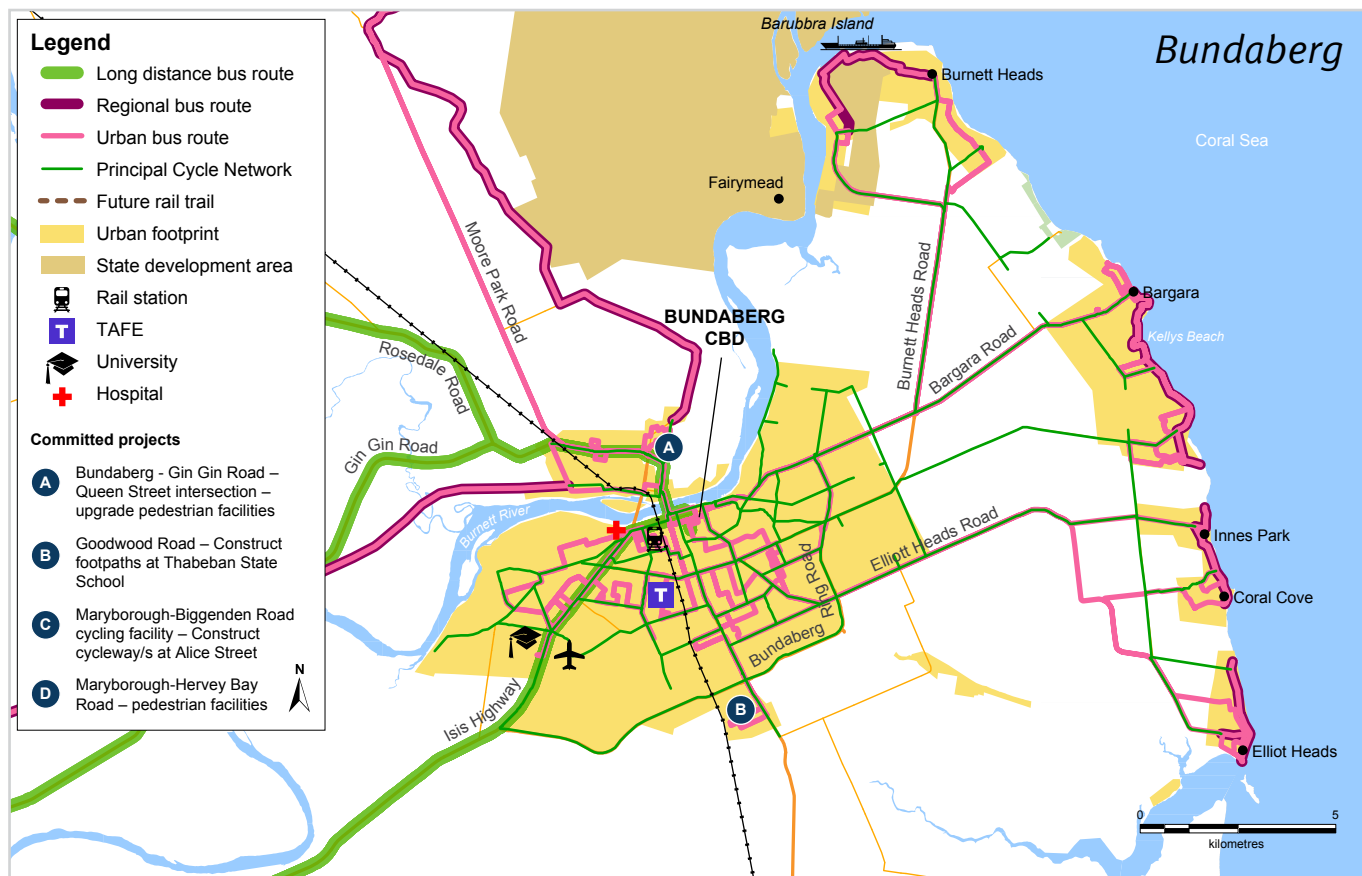 Bundaberg
Legend
Long distance bus route
Regional bus route
Urban bus route
Principal Cycle Network
Future rail trail
Urban footprint
State development area
Rail station
T
TAFE
University
Hospital
Committed projects
A
Bundaberg - Gin Gin Road –
Queen Street intersection –
upgrade pedestrian facilities
B
Goodwood Road – Construct
footpaths at Thabeban State
School
C
Maryborough-Biggenden Road
cycling facility – Construct
cycleway/s at Alice Street
D
Maryborough-Hervey Bay
Road – pedestrian facilities
N
Barubbra Island
Burnett Heads
Coral Sea
Fairymead
Moore Park Road
Burnett Heads Road
Bargara
Kellys Beach
BUNDABERG
CBD
Bargara Road
Rosedale Road
Gin Gin Road
A
Burnett River
Elliott Heads Road
Innes Park
T
Ring Road
Coral Cove
Bundaberg
Isis Highway
B
Elliot Heads
0
5
kilometres